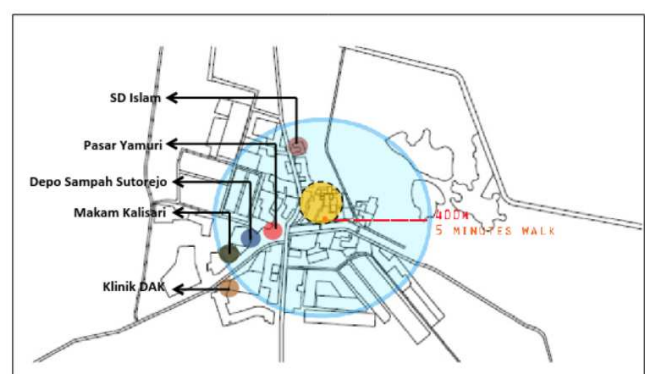 SD Islam
Pasar Yamuri
Depo Sampah Sutorejo
Makam Kalisari
400M
5 MINUTES WALK
Klinik DAK